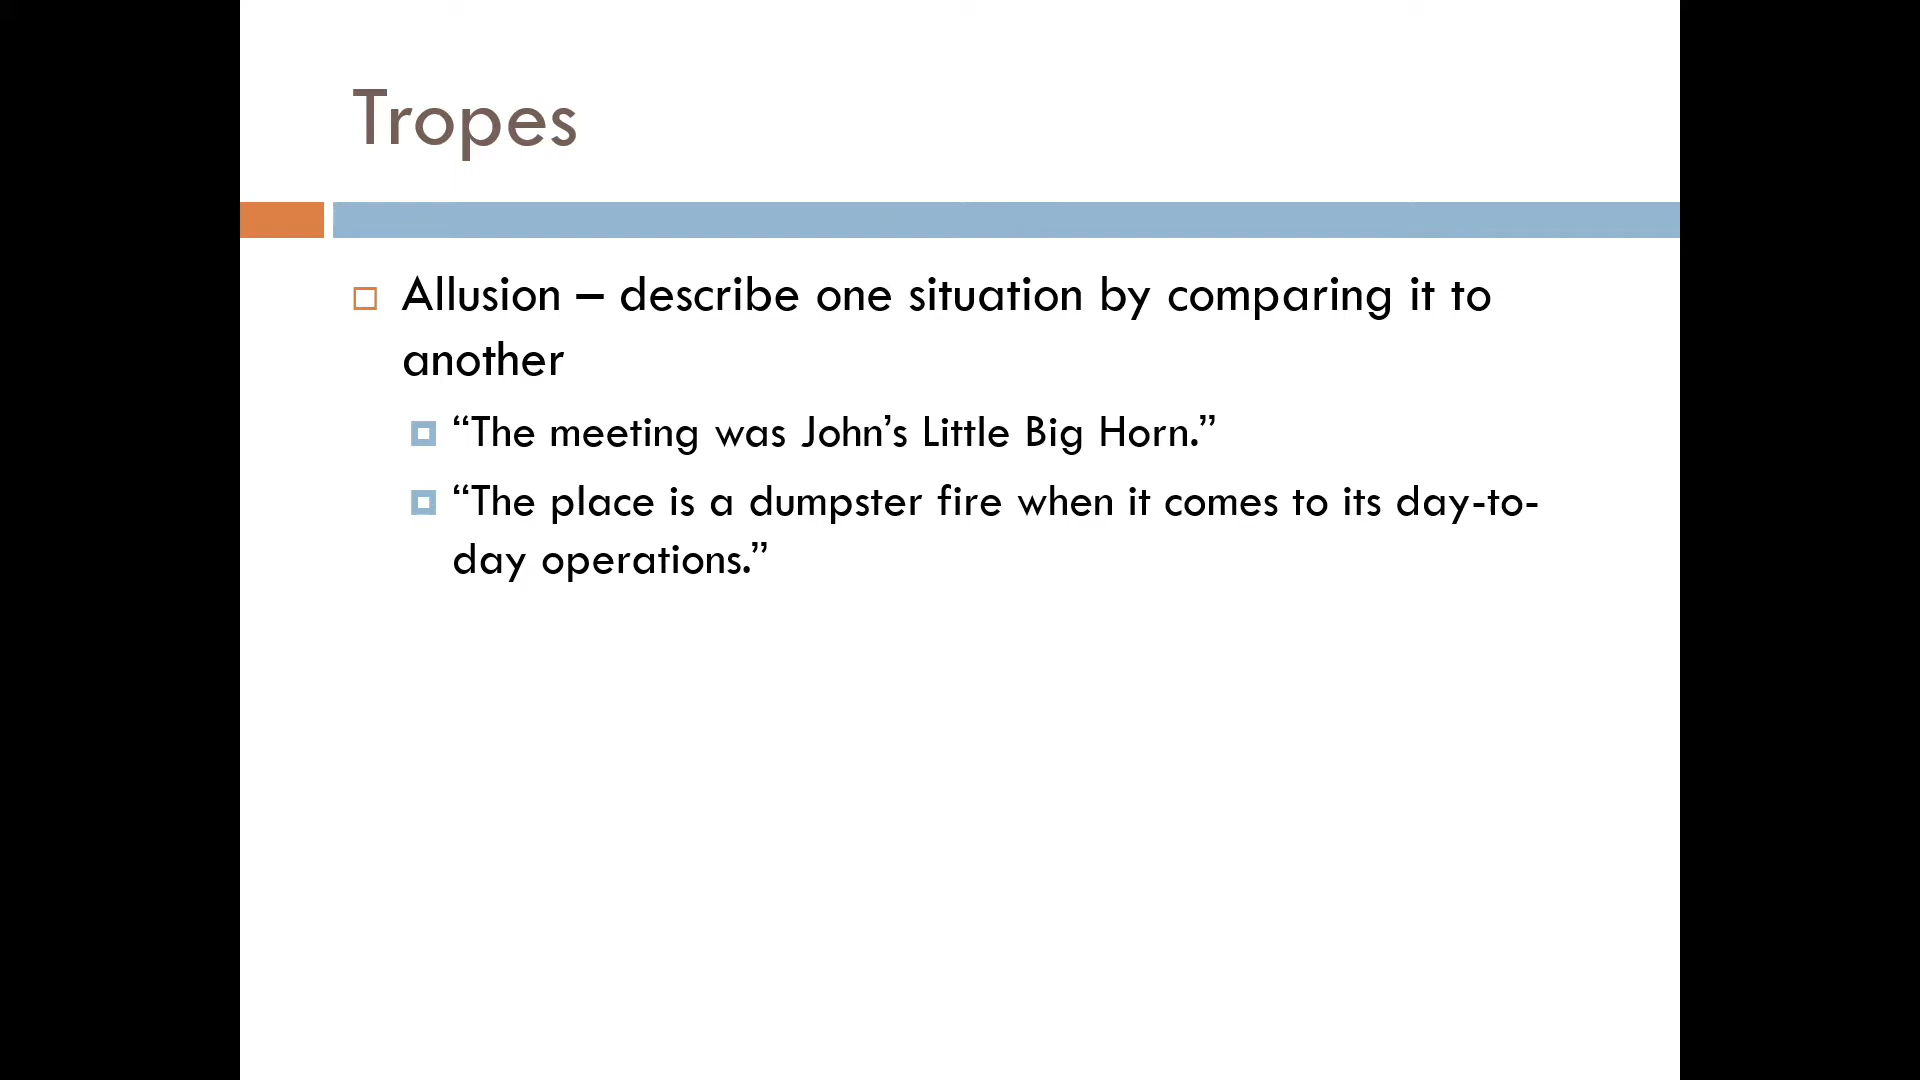 Tropes
Allusion – describe one situation by comparing it to
another
“The meeting was John’s Little Big Horn.”
“The place is a dumpster fire when it comes to its day-to-
day operations.”